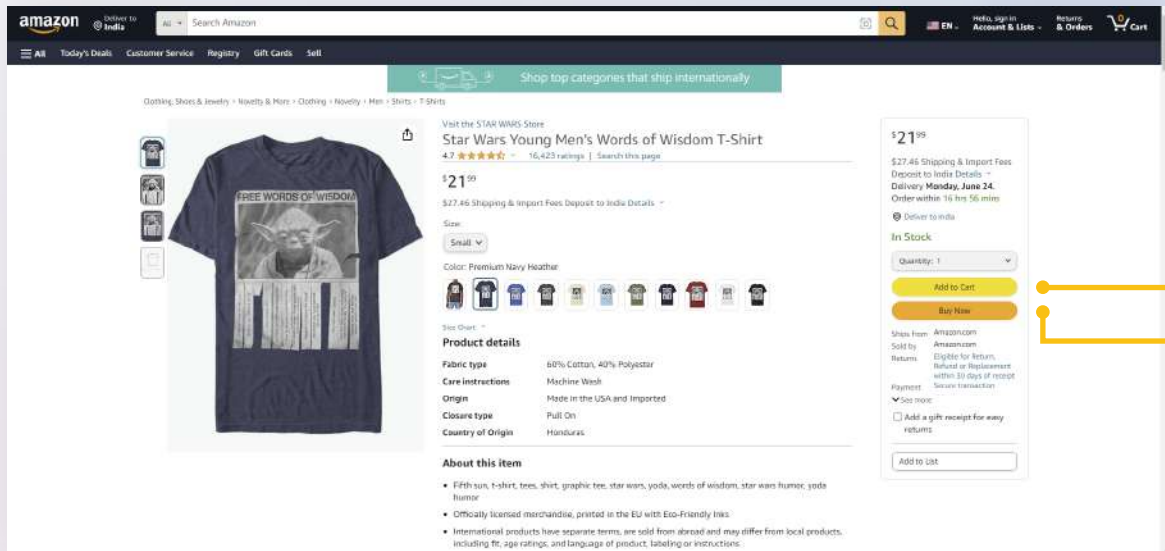 amazon
Deliver to
India
All
Search Amazon
EN
Hello, sign in
Account & Lists
Returns
& Orders
0
Cart
All
Today's Deals
Customer Service
Registry
Gift Cards
Sell
Shop top categories that ship internationally
Clothing, Shoes & Jewelry › Novelty & More › Clothing › Novelty › Men › Shirts › T-Shirts
FREE WORDS OF WISDOM
Visit the STAR WARS Store
Star Wars Young Men's Words of Wisdom T-Shirt
4.7
16,423 ratings | Search this page
$21.99
$27.46 Shipping & Import Fees Deposit to India Details
Size:
Small
Color: Premium Navy Heather
Size Chart
Product details
Fabric type 60% Cotton, 40% Polyester
Care instructions Machine Wash
Origin Made in the USA and Imported
Closure type Pull On
Country of Origin Honduras
About this item
• Fifth sun, t-shirt, tees, shirt, graphic tee, star wars, yoda, words of wisdom, star wars humor, yoda
humor
• Officially licensed merchandise, printed in the EU with Eco-Friendly Inks
• International products have separate terms, are sold from abroad and may differ from local products,
including fit, age ratings, and language of product, labeling or instructions
$21.99
$27.46 Shipping & Import Fees
Deposit to India Details
Delivery Monday, June 24.
Order within 16 hrs 56 mins
Deliver to India
In Stock
Quantity: 1
Add to Cart
Buy Now
Ships from Amazon.com
Sold by Amazon.com
Returns Eligible for Return,
Refund or Replacement
within 30 days of receipt
Payment Secure transaction
See more
Add a gift receipt for easy
returns
Add to List